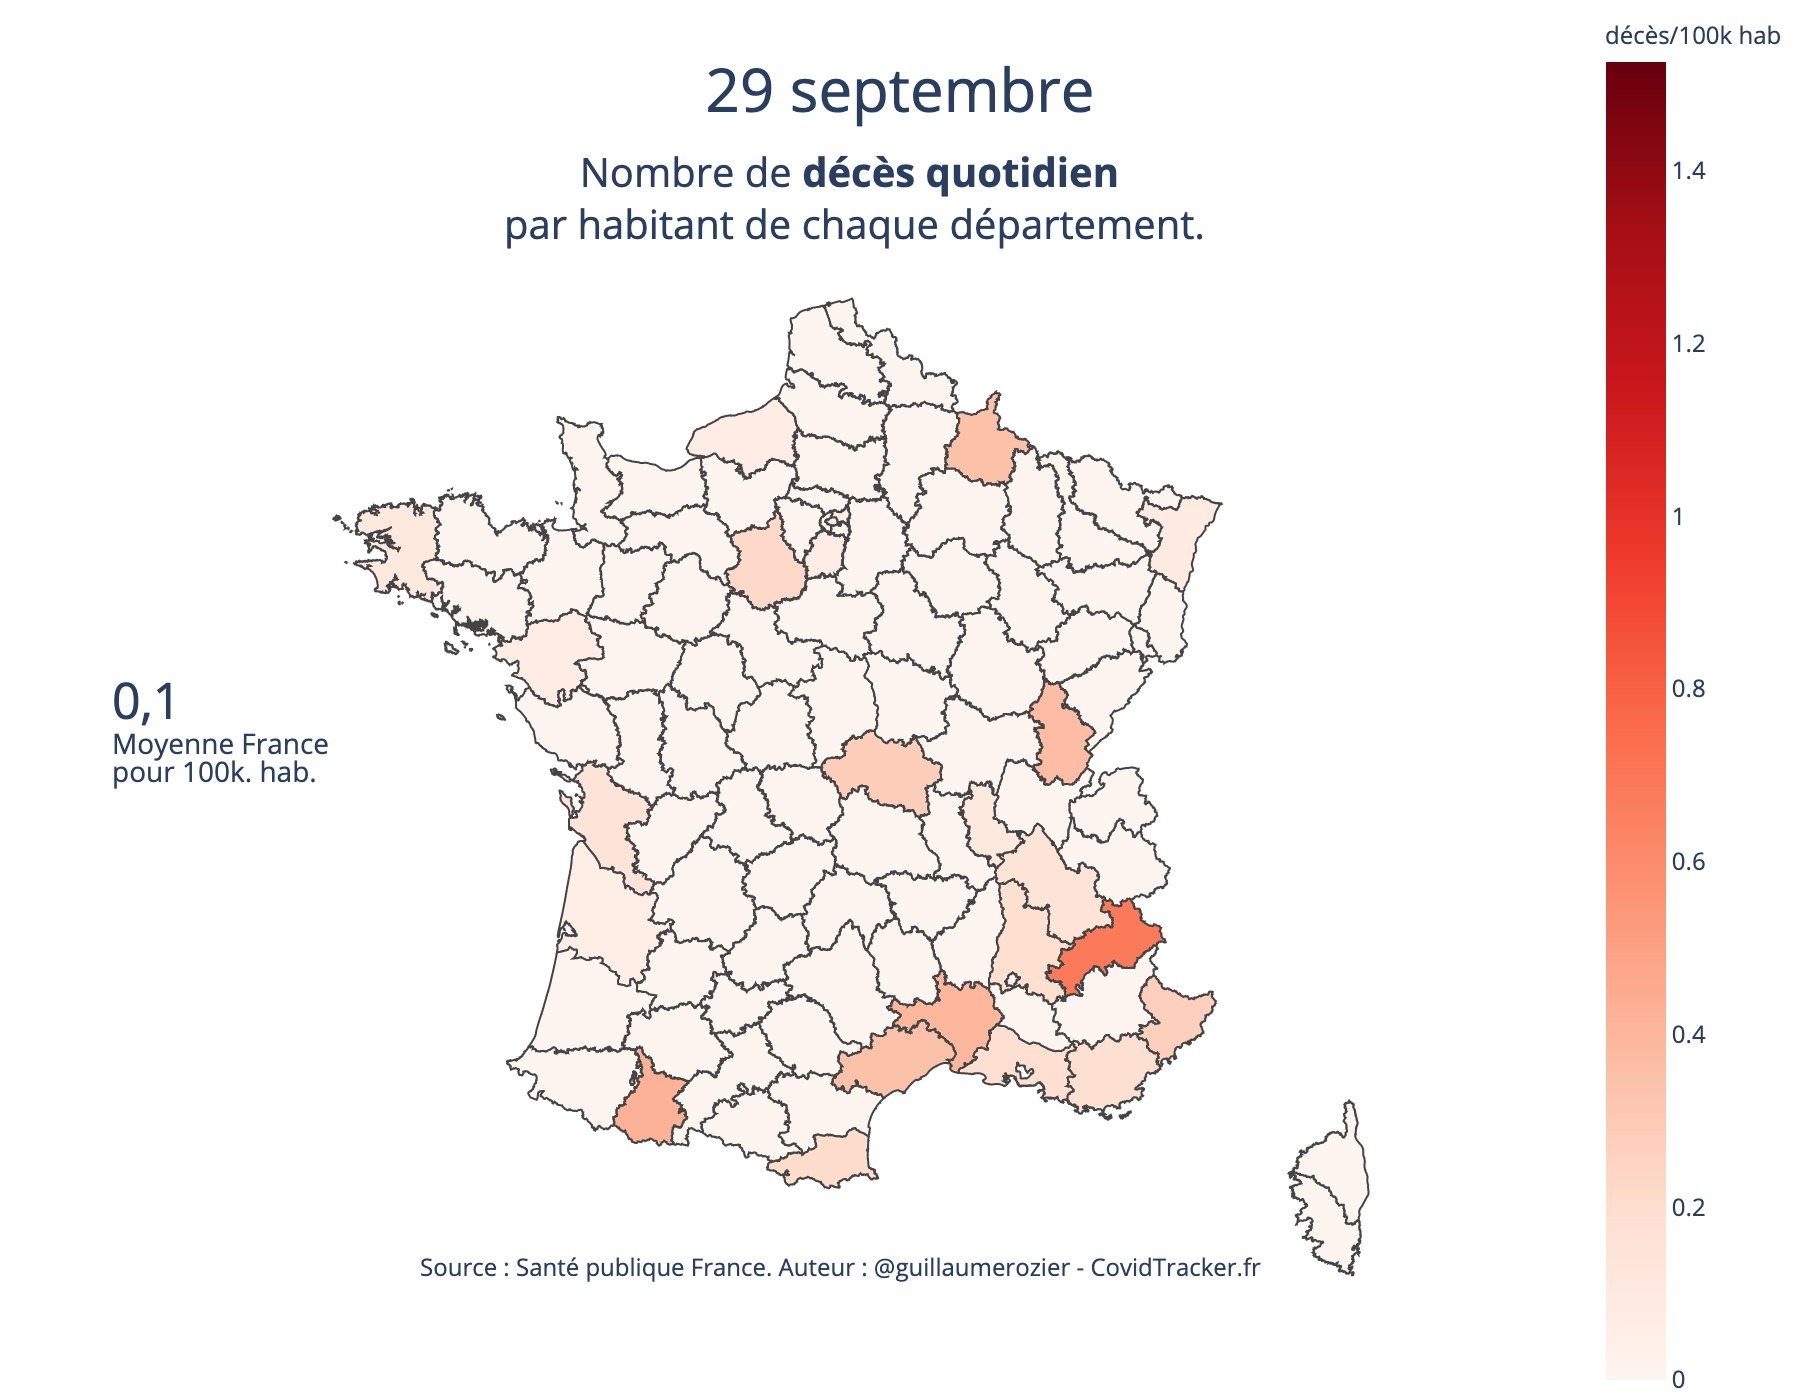 décès/100k hab
29 septembre
Nombre de décès quotidien
par habitant de chaque département.
1.4
1.2
1
0.8
0.6
0.4
0.2
0
0,1
Moyenne France
pour 100k. hab.
Source : Santé publique France. Auteur : @guillaumerozier - CovidTracker.fr